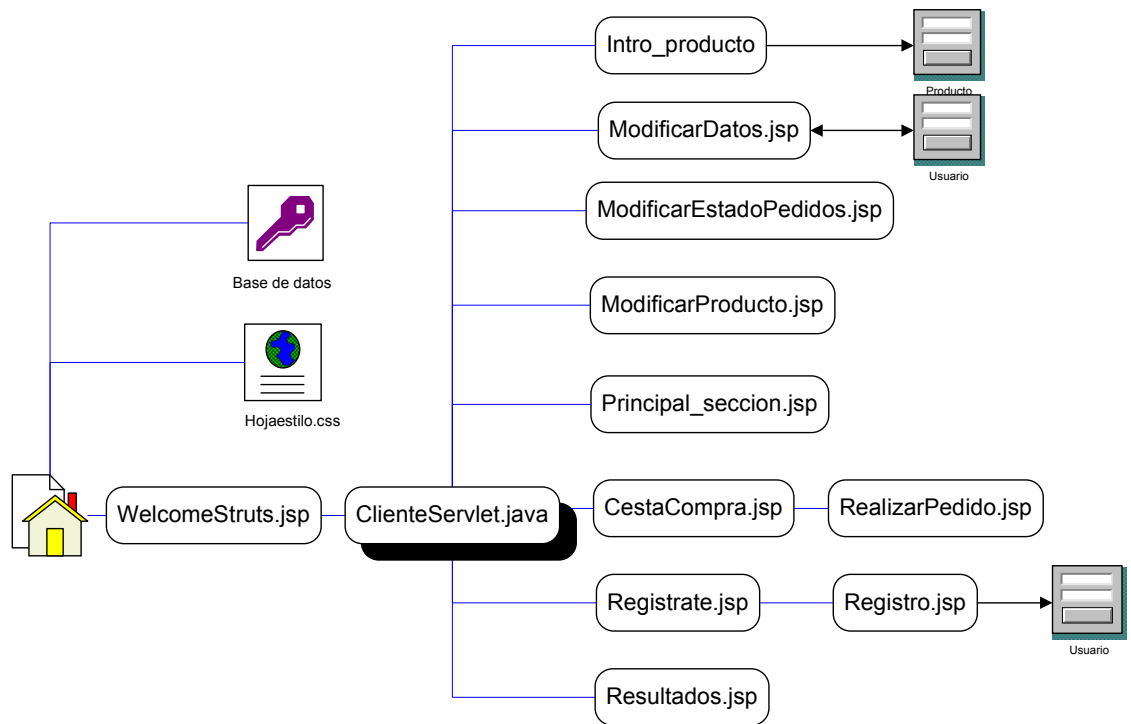 Intro_producto
Producto
ModificarDatos.jsp
Usuario
ModificarEstadoPedidos.jsp
Base de datos
ModificarProducto.jsp
Hojaestilo.css
Principal_seccion.jsp
WelcomeStruts.jsp
ClienteServlet.java
CestaCompra.jsp
RealizarPedido.jsp
Registrate.jsp
Registro.jsp
Usuario
Resultados.jsp